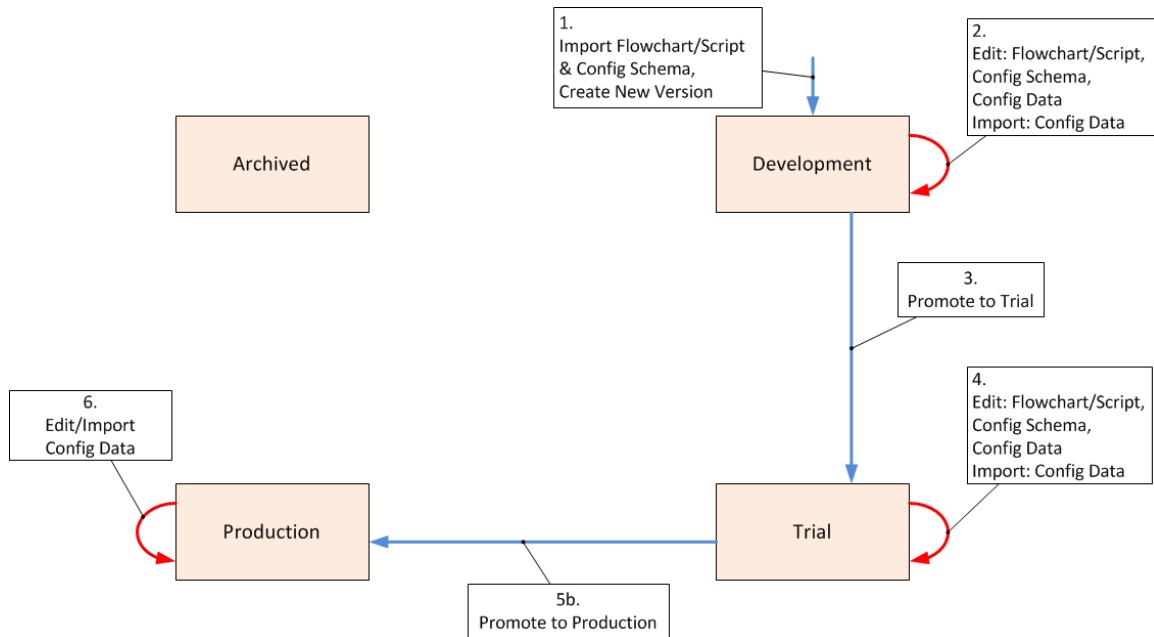 1.
Import Flowchart/Script
& Config Schema,
Create New Version
2.
Edit: Flowchart/Script,
Config Schema,
Config Data
Import: Config Data
Archived
Development
3.
Promote to Trial
6.
Edit/Import
Config Data
4.
Edit: Flowchart/Script,
Config Schema,
Config Data
Import: Config Data
Production
Trial
5b.
Promote to Production